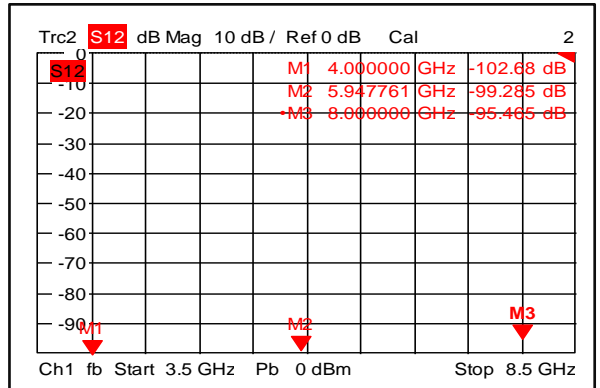 Trc2 S12 dB Mag 10 dB / Ref 0 dB Cal 2
0
S12 M1 4.000000 GHz -102.68 dB
-10 M2 5.947761 GHz -99.285 dB
-20 •M3 8.000000 GHz -95.465 dB
-30
-40
-50
-60
-70
-80
M3
-90 M1 M2
Ch1 fb Start 3.5 GHz Pb 0 dBm Stop 8.5 GHz